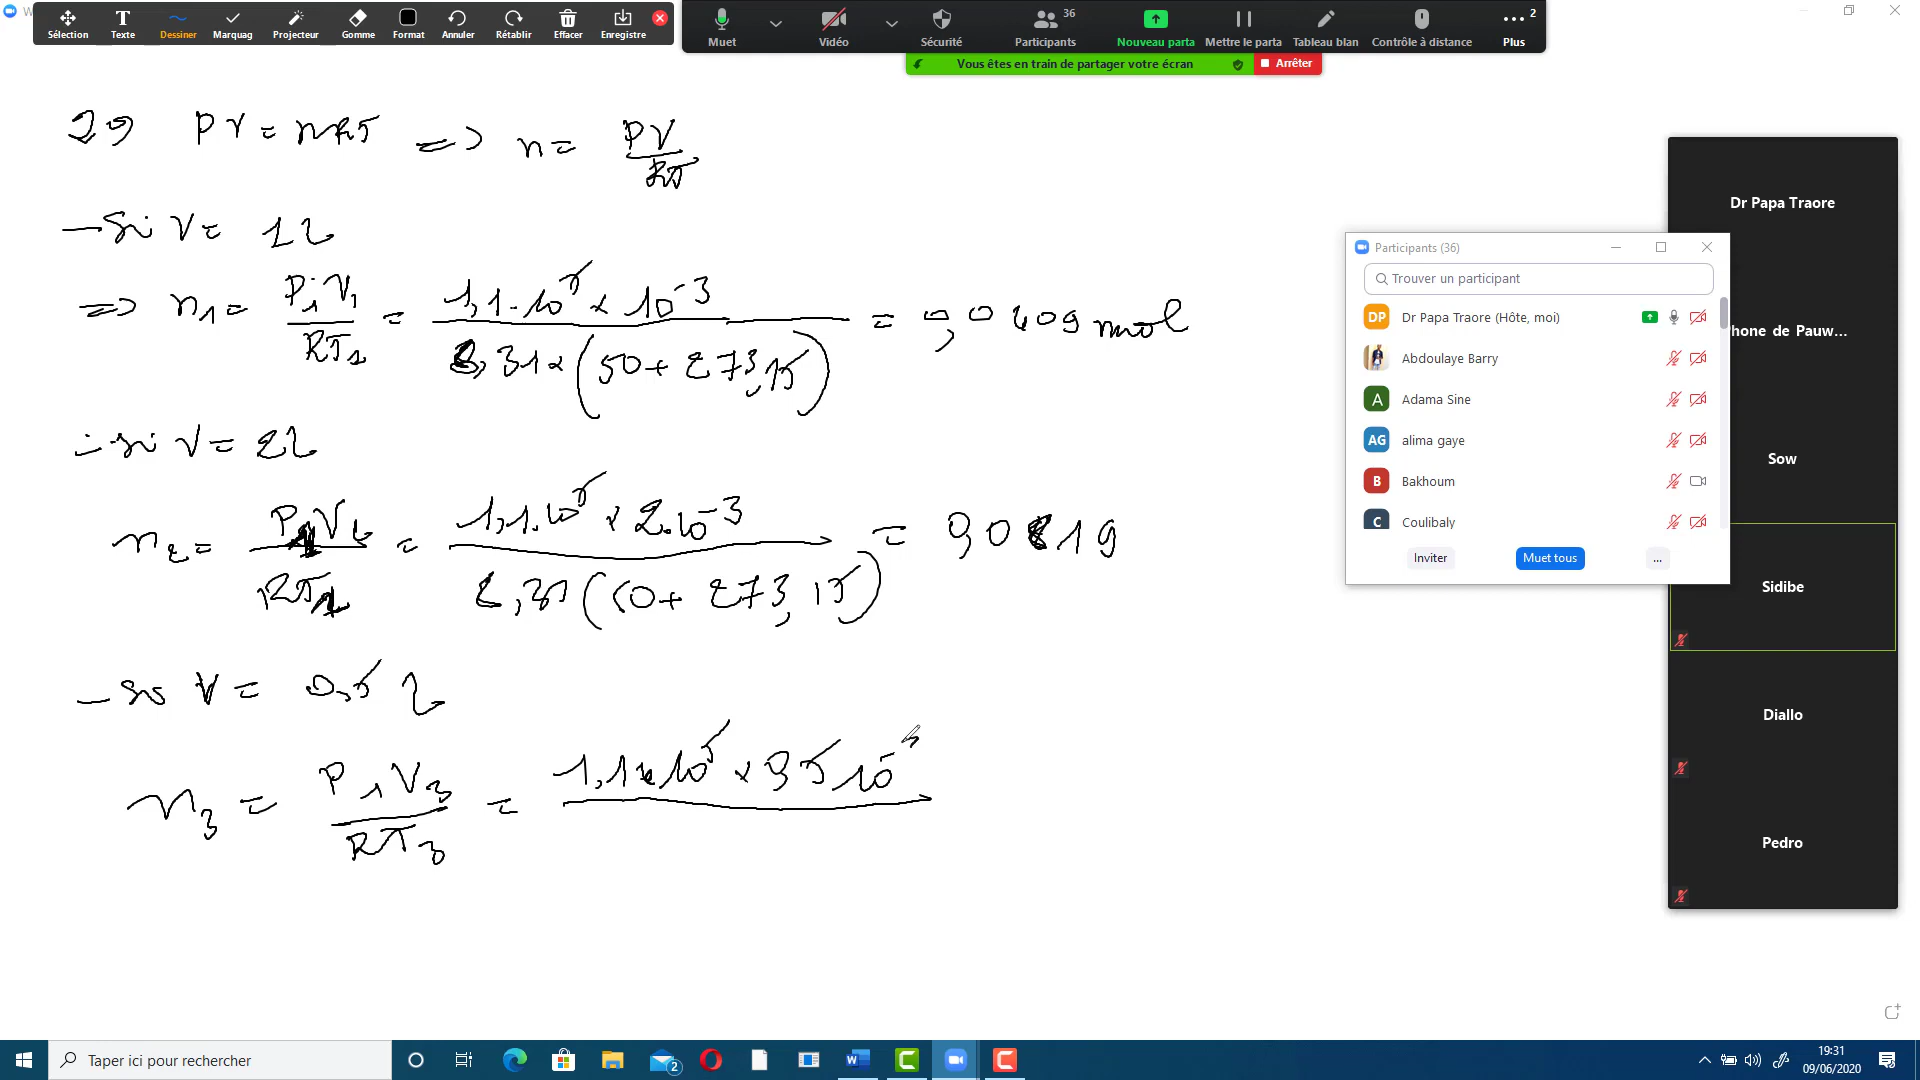 Sélection Texte Dessiner Marquag Projecteur Gomme Format Annuler Rétablir Effacer Enregistre
Muet Vidéo Sécurité Participants 36 Nouveau parta Mettre le parta Tableau blan Contrôle à distance Plus 2
Vous êtes en train de partager votre écran Arrêter
2°) PV = nRT => n = PV/RT
- Si V = 1L
=> n1 = P1V1/RT1 = 1,1.10^5 x 10^-3 / 8,31 x (50 + 273,15) = 0,0409 mol
- si V = 2L
n2 = P1V2/RT1 = 1,1.10^5 x 2.10^-3 / 8,31 (50 + 273,15) = 0,0819
- si V = 0,5 L
n3 = P1V3/RT3 = 1,1x10^5 x 0,5 10^-3
Participants (36)
Trouver un participant
DP Dr Papa Traore (Hôte, moi)
Abdoulaye Barry
A Adama Sine
AG alima gaye
B Bakhoum
C Coulibaly
Inviter Muet tous ...
Dr Papa Traore
hone de Pauw...
Sow
Sidibe
Diallo
Pedro
Taper ici pour rechercher
2
W
19:31
09/06/2020